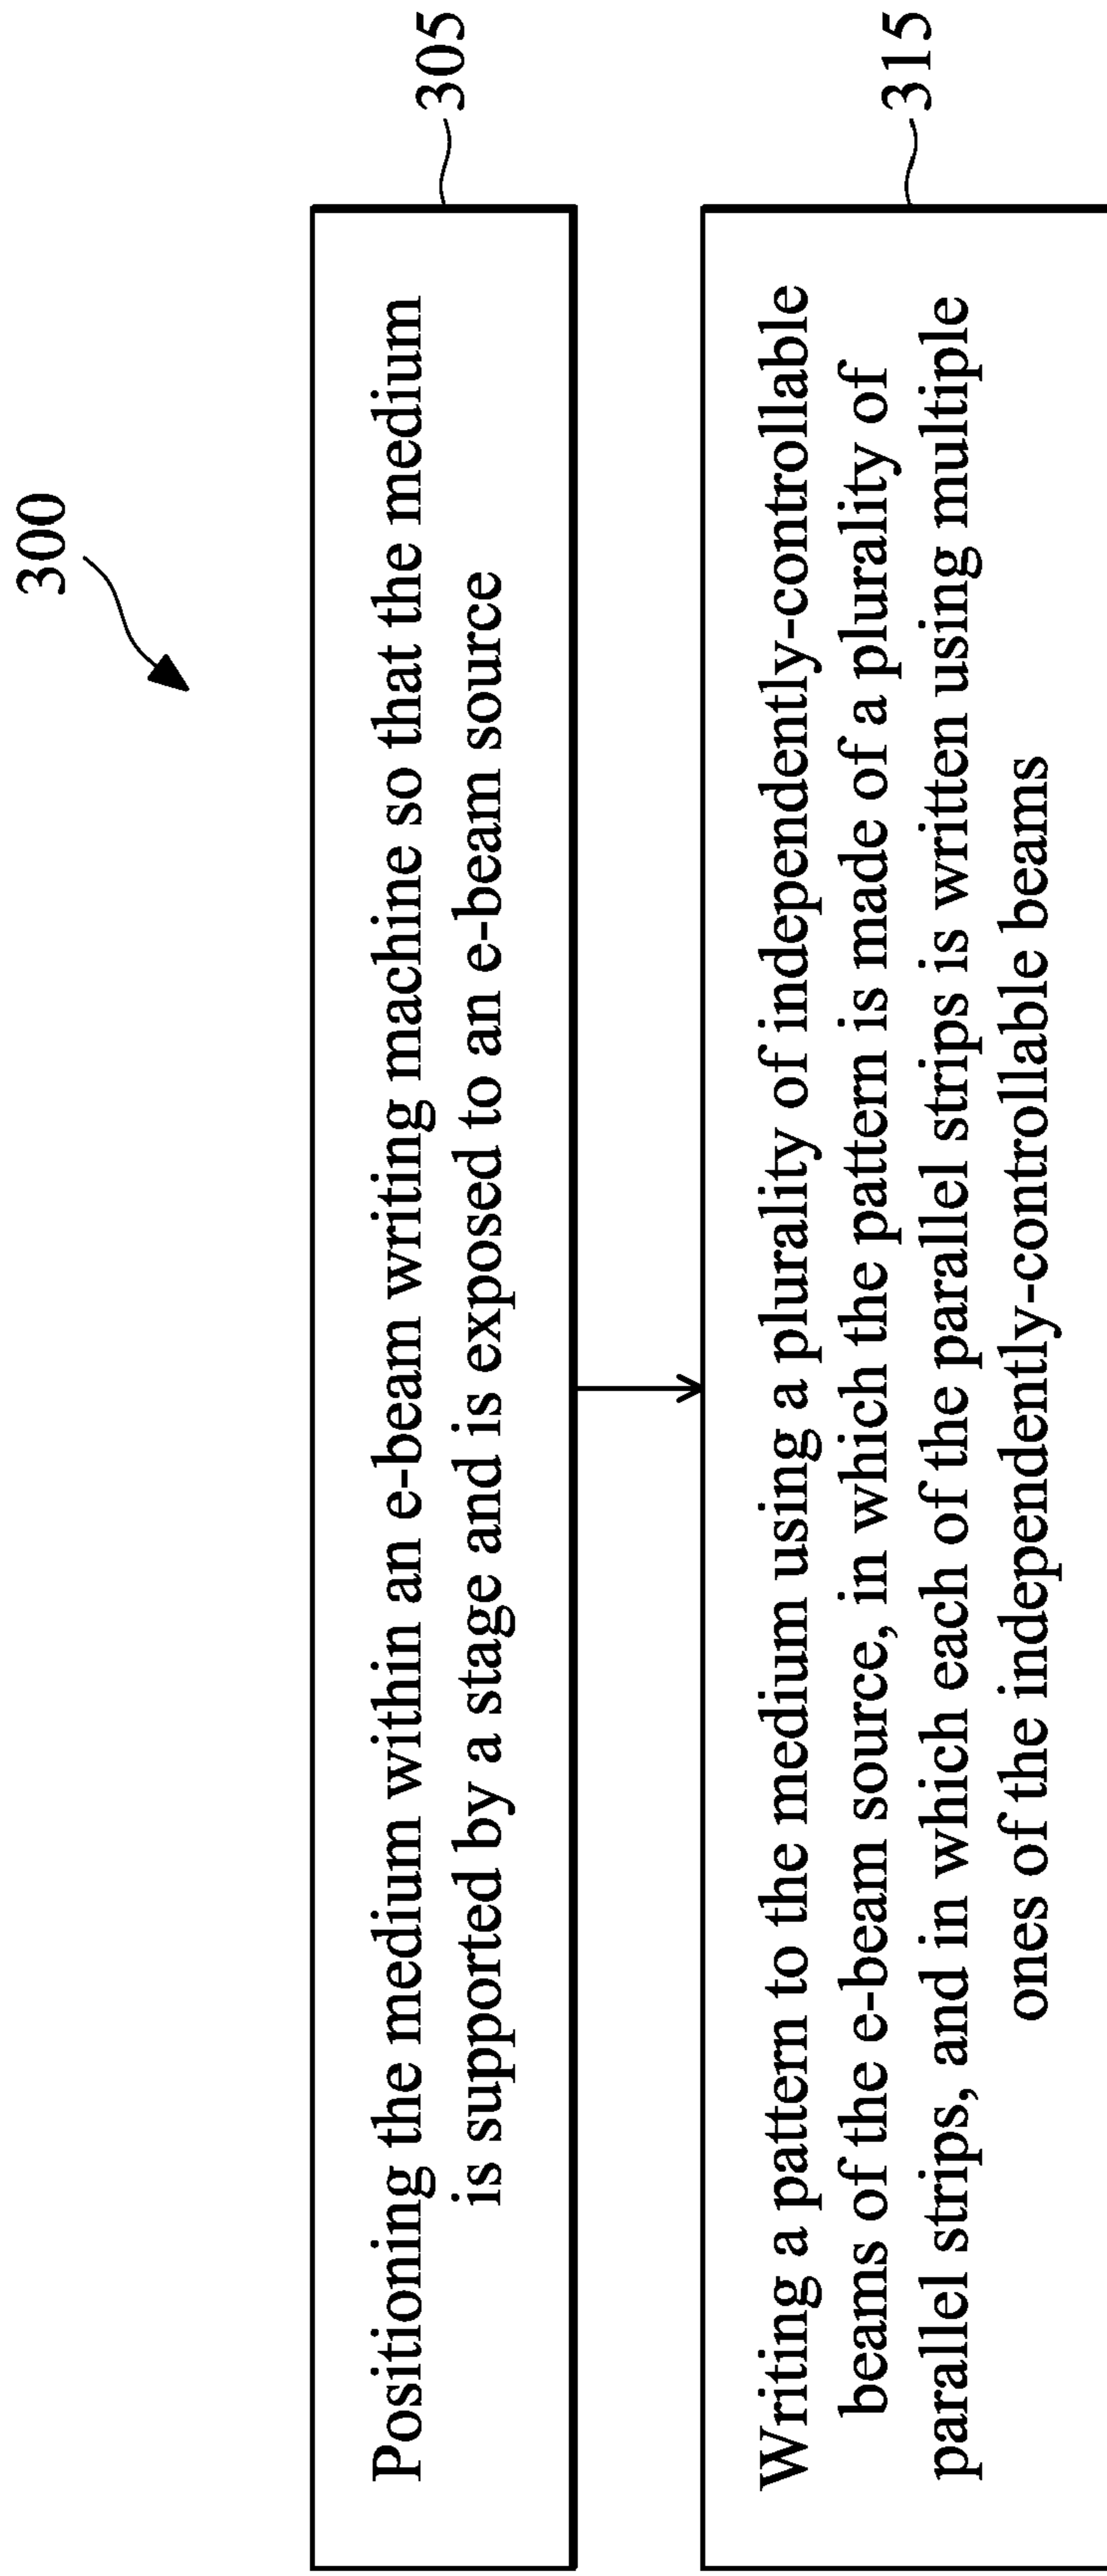 300
Positioning the medium within an e-beam writing machine so that the medium
is supported by a stage and is exposed to an e-beam source
305
Writing a pattern to the medium using a plurality of independently-controllable
beams of the e-beam source, in which the pattern is made of a plurality of
parallel strips, and in which each of the parallel strips is written using multiple
ones of the independently-controllable beams
315